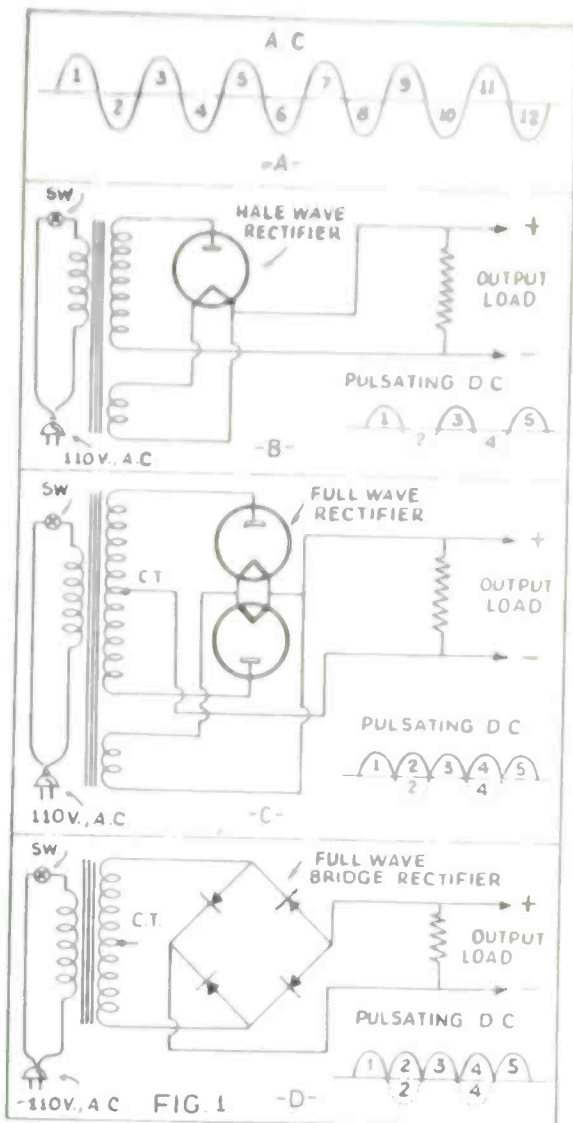 A.C
1 2 3 4 5 6 7 8 9 10 11 12
-A-
SW
HALF WAVE
RECTIFIER
+
OUTPUT
LOAD
-
PULSATING D C
1 2 3 4 5
-B-
110V., A.C
SW
FULL WAVE
RECTIFIER
+
C.T.
OUTPUT
LOAD
-
PULSATING D C
1 2 3 4 5
2 4
110V., A.C
-C-
SW
FULL WAVE
BRIDGE RECTIFIER
+
C.T.
OUTPUT
LOAD
-
PULSATING D C
1 2 3 4 5
2 4
110V., A C
FIG. 1
-D-